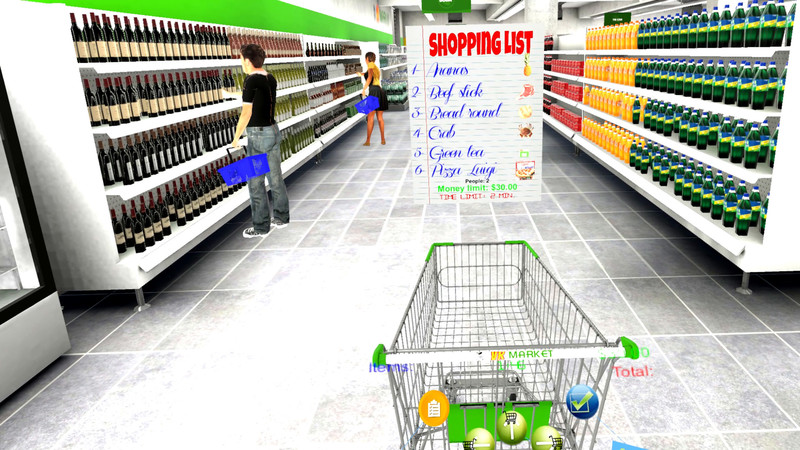 SHOPPING LIST
1- Ananas
2- Beef stick
3- Bread round
4- Crab
5- Green tea
6- Pizza Luigi
People: 2
Money limit: $30.00
TIME LIMIT: 2 MIN.
MARKET
Items:
Total: